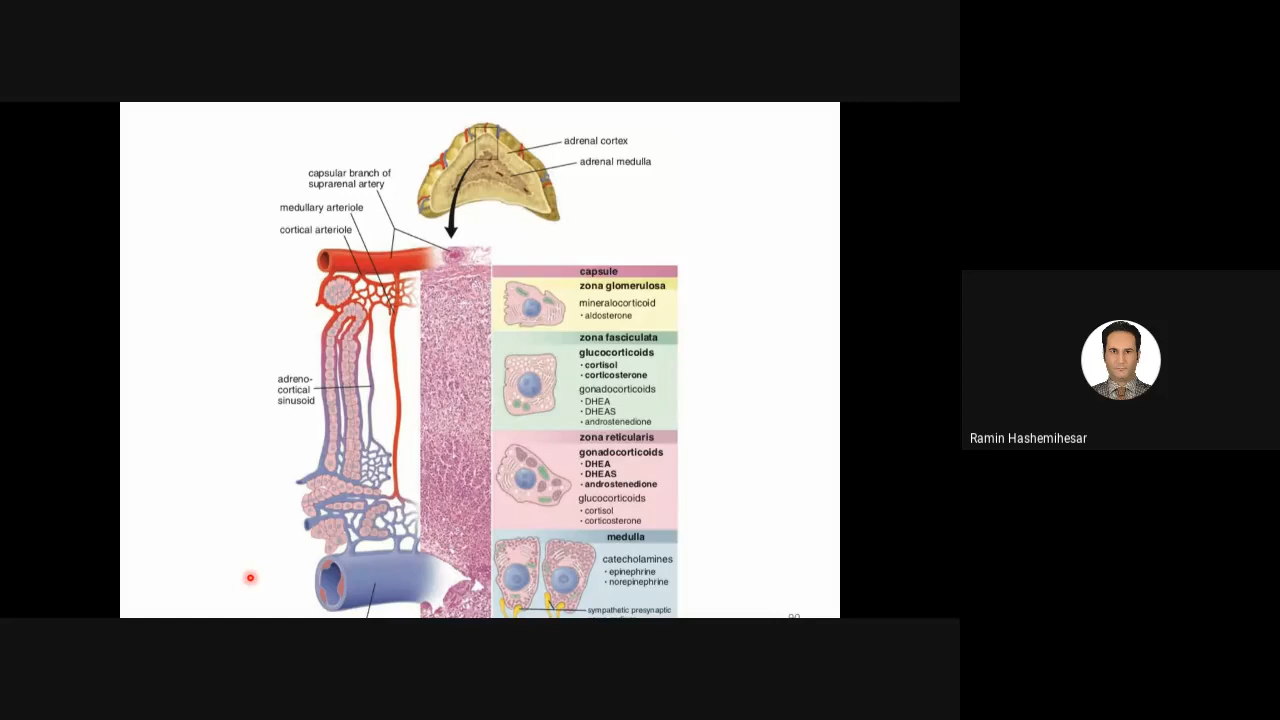 adrenal cortex
adrenal medulla
capsular branch of
suprarenal artery
medullary arteriole
cortical arteriole
adreno-
cortical
sinusoid
capsule
zona glomerulosa
mineralocorticoid
• aldosterone
zona fasciculata
glucocorticoids
• cortisol
• corticosterone
gonadocorticoids
• DHEA
• DHEAS
• androstenedione
zona reticularis
gonadocorticoids
• DHEA
• DHEAS
• androstenedione
glucocorticoids
• cortisol
• corticosterone
medulla
catecholamines
• epinephrine
• norepinephrine
sympathetic presynaptic
Ramin Hashemihesar